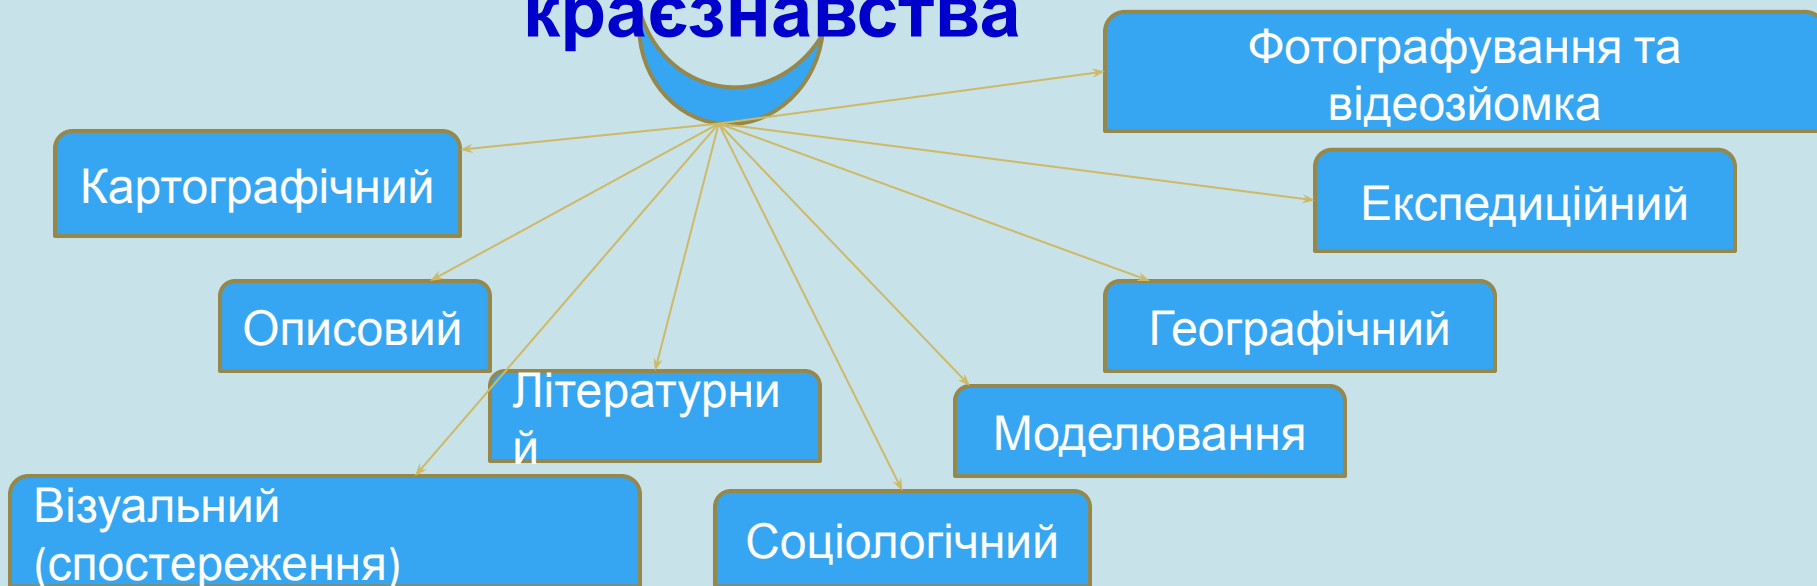 краєзнавства
Фотографування та
відеозйомка
Картографічний
Експедиційний
Описовий
Географічний
Літературни
й
Моделювання
Візуальний
(спостереження)
Соціологічний